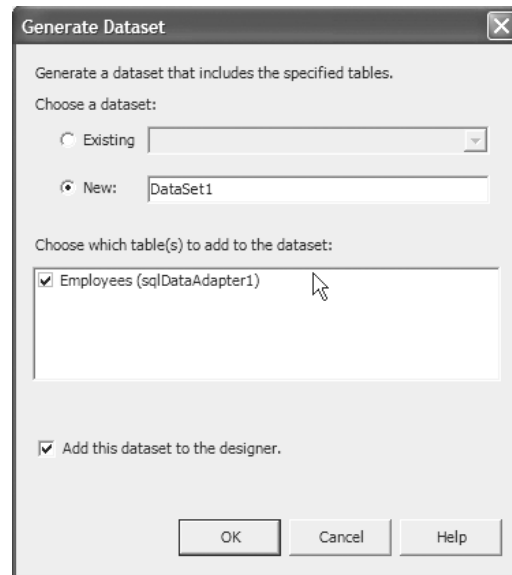 Generate Dataset
Generate a dataset that includes the specified tables.
Choose a dataset:
Existing
New: DataSet1
Choose which table(s) to add to the dataset:
Employees (sqlDataAdapter1)
Add this dataset to the designer.
OK Cancel Help